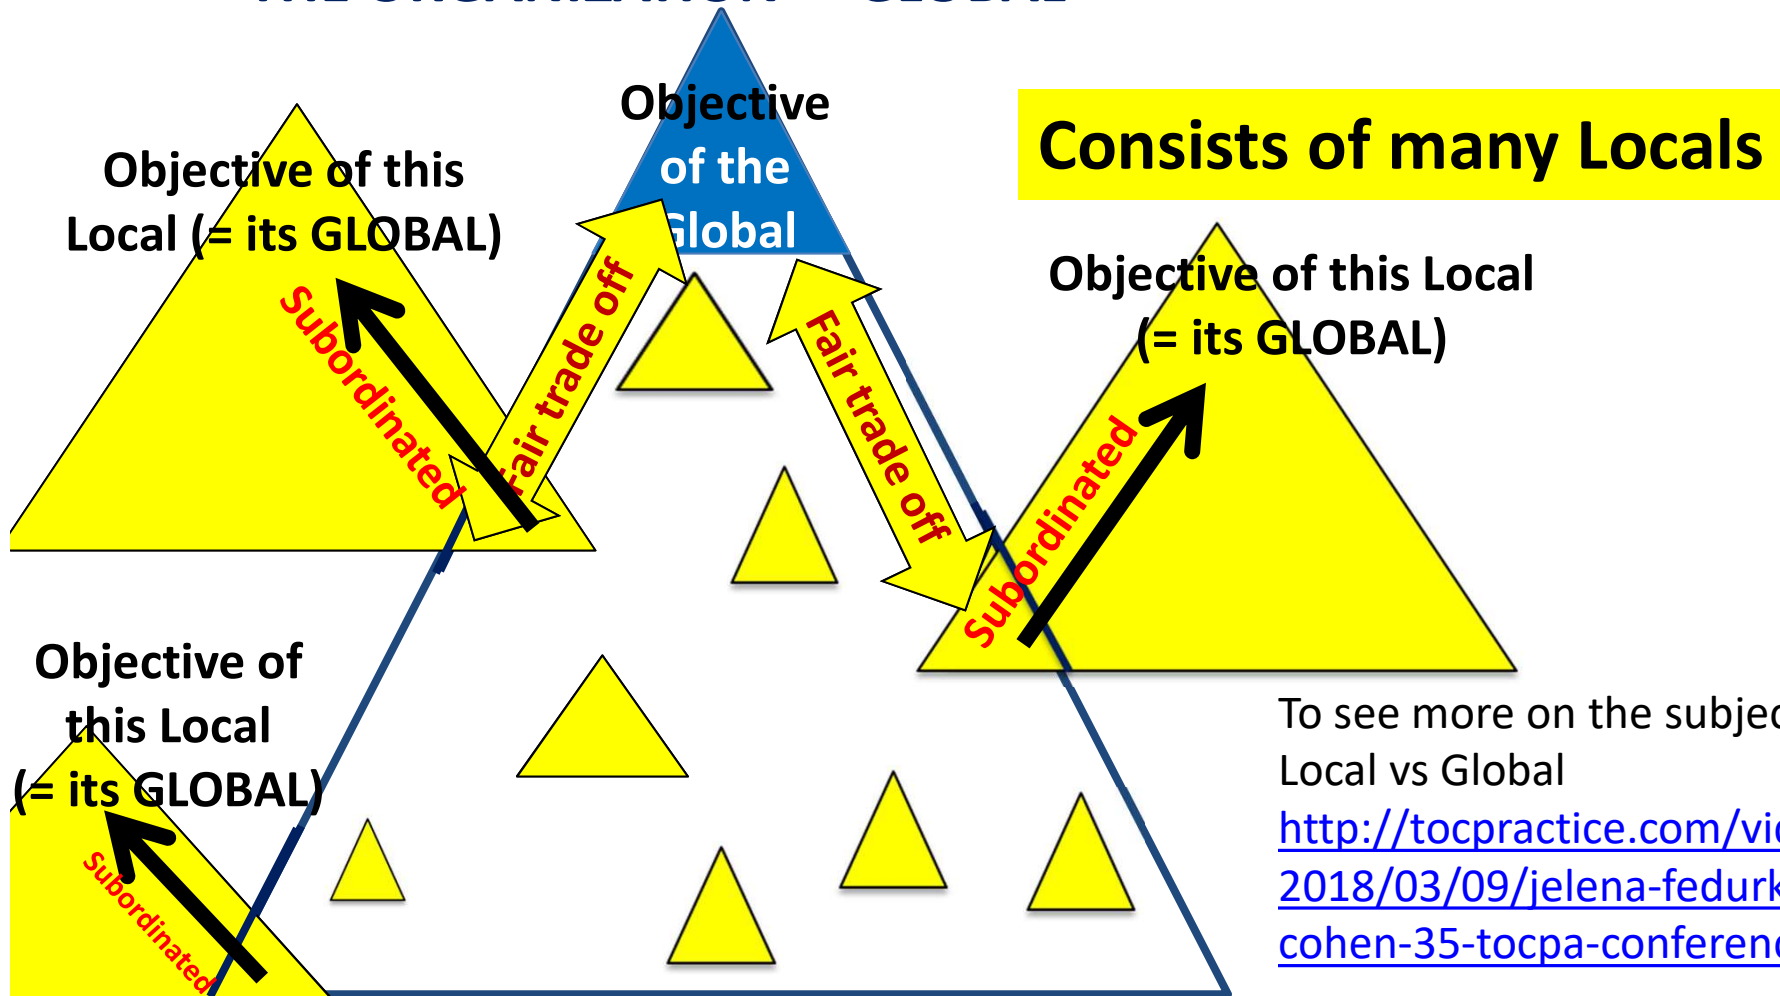 THE ORGANIZATION = GLOBAL
Objective
of the
Global
Consists of many Locals
Objective of this
Local (= its GLOBAL)
Subordinated
Fair trade off
Fair trade off
Objective of this Local
(= its GLOBAL)
Subordinated
Objective of
this Local
(= its GLOBAL)
Subordinated
To see more on the subjec
Local vs Global
http://tocpractice.com/vi
2018/03/09/jelena-fedurk
cohen-35-tocpa-conferen